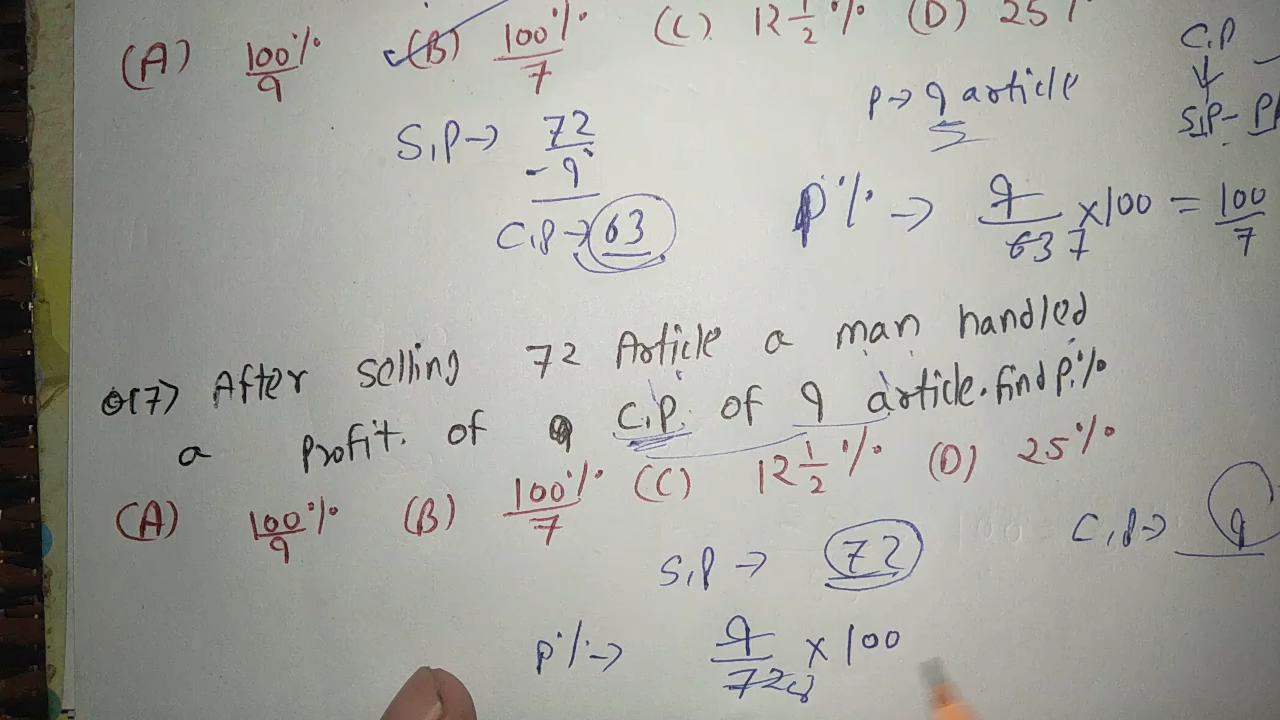 (A) 100%/9 (B) 100%/7 (C) 12 1/2 % (D) 25%
C.P
S.P → 72
P → 9 article
↓
S.P - P
- 9
C.P → 63
P% → 9/63 7 × 100 = 100/7
Q(7) After selling 72 Article a man handled
a profit. of C.P. of 9 article. find P.%
(A) 100%/9 (B) 100%/7 (C) 12 1/2 % (D) 25%
S.P → 72
C.P → 9
P% → 9/72 8 × 100